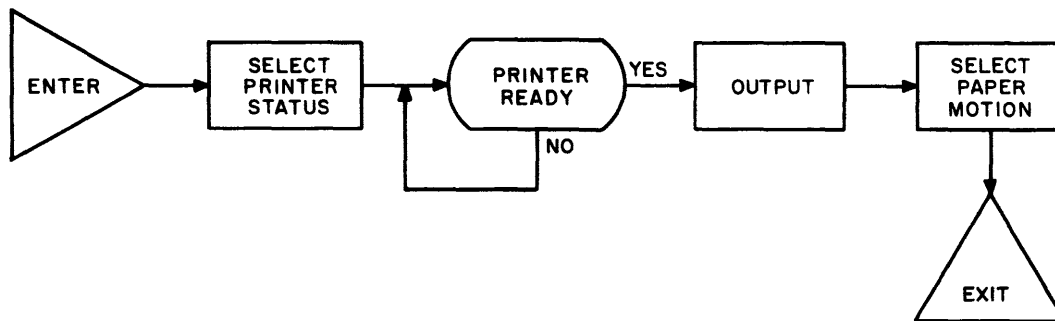 ENTER
SELECT
PRINTER
STATUS
PRINTER
READY
YES
NO
OUTPUT
SELECT
PAPER
MOTION
EXIT